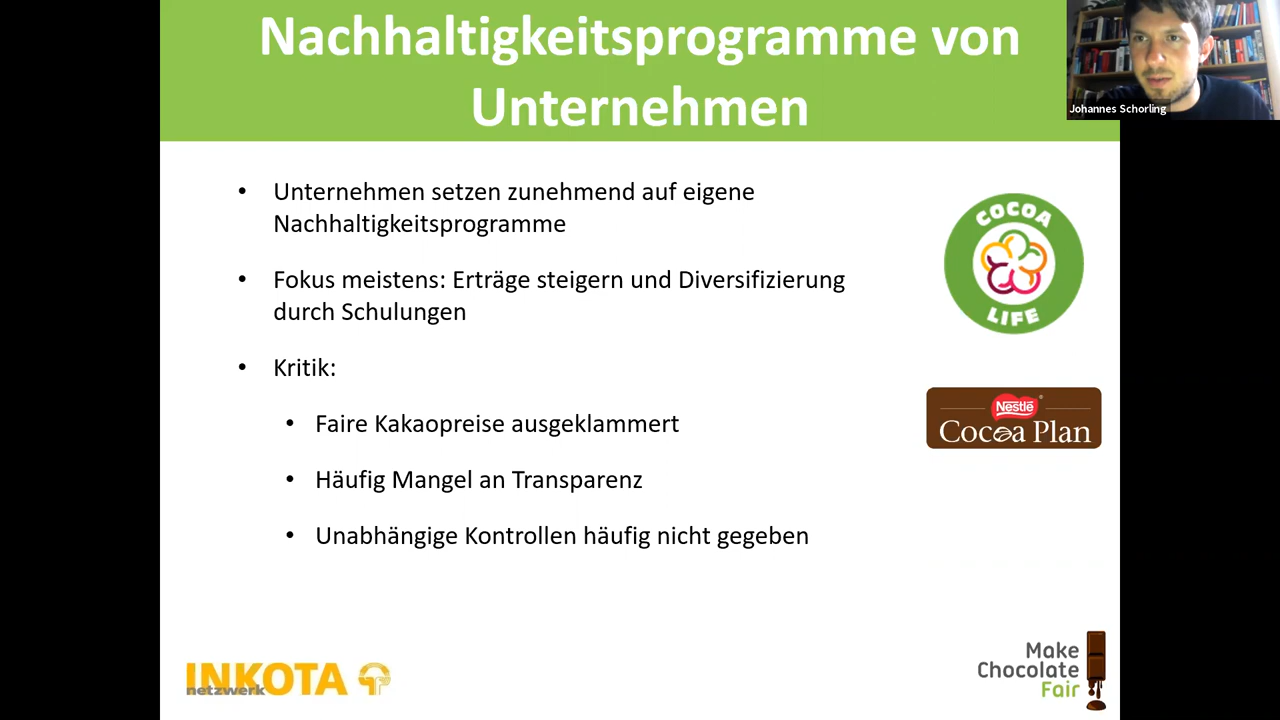 Nachhaltigkeitsprogramme von
Unternehmen
Johannes Schorling
• Unternehmen setzen zunehmend auf eigene
Nachhaltigkeitsprogramme
• Fokus meistens: Erträge steigern und Diversifizierung
durch Schulungen
• Kritik:
• Faire Kakaopreise ausgeklammert
• Häufig Mangel an Transparenz
• Unabhängige Kontrollen häufig nicht gegeben
COCOA
LIFE
Nestlé
Cocoa Plan
INKOTA
netzwerk
Make
Chocolate
Fair